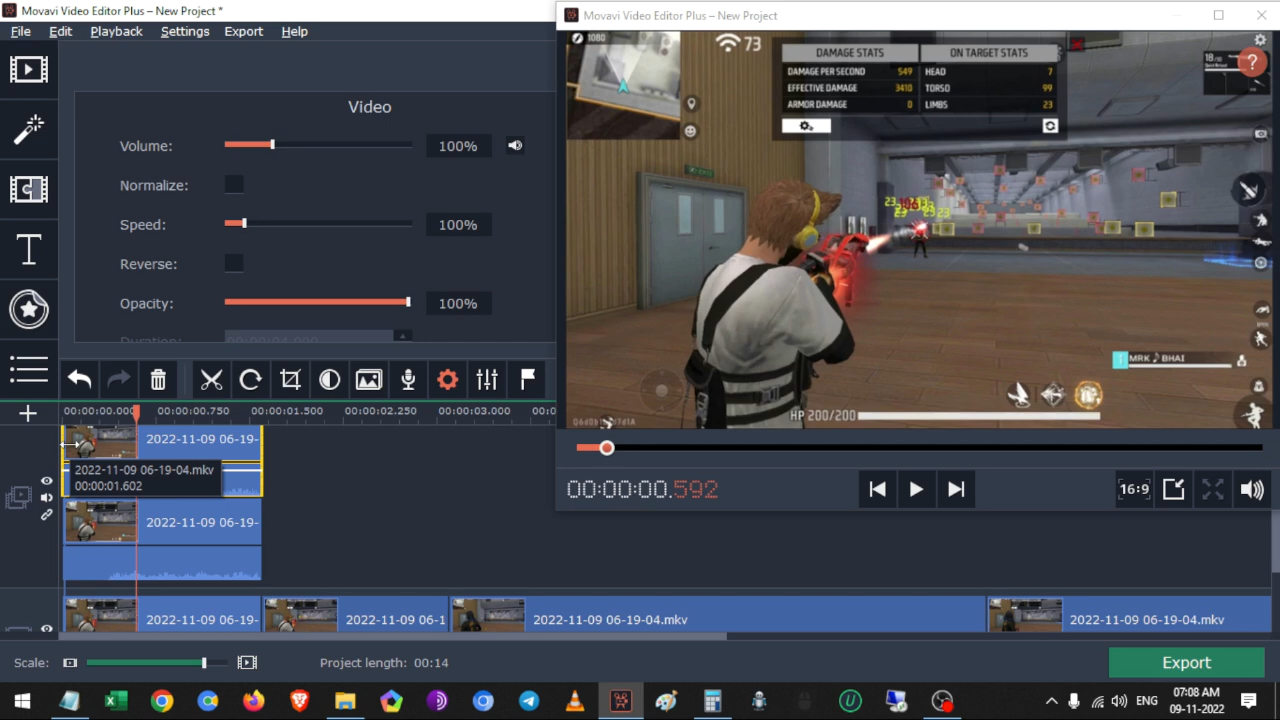 Movavi Video Editor Plus – New Project *
File Edit Playback Settings Export Help
Video
Volume: 100%
Normalize:
Speed: 100%
Reverse:
Opacity: 100%
Duration: 00:00:04.000
00:00:00.000 00:00:00.750 00:00:01.500 00:00:02.250 00:00:03.000 00:0
2022-11-09 06-19-
2022-11-09 06-19-04.mkv
00:00:01.602
2022-11-09 06-19-
2022-11-09 06-19- 2022-11-09 06-1 2022-11-09 06-19-04.mkv 2022-11-09 06-19-04.mkv
Movavi Video Editor Plus – New Project
1080
73
DAMAGE STATS ON TARGET STATS
DAMAGE PER SECOND 549 HEAD 7
EFFECTIVE DAMAGE 3410 TORSO 99
ARMOR DAMAGE 0 LIMBS 23
?
MRK ♪ BHAI
HP 200/200
00:00:00.592
16:9
Scale: Project length: 00:14
Export
ENG
07:08 AM
09-11-2022